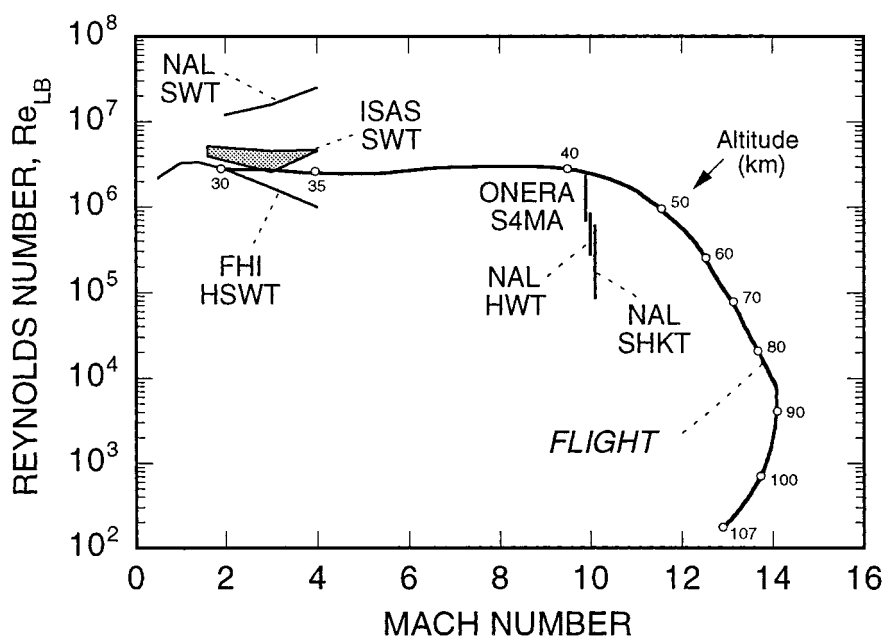 REYNOLDS NUMBER, Re_LB
10^8
10^7
10^6
10^5
10^4
10^3
10^2
NAL
SWT
ISAS
SWT
30
35
40
Altitude
(km)
50
ONERA
S4MA
FHI
HSWT
60
NAL
HWT
70
NAL
SHKT
80
90
FLIGHT
100
107
0
2
4
6
8
10
12
14
16
MACH NUMBER